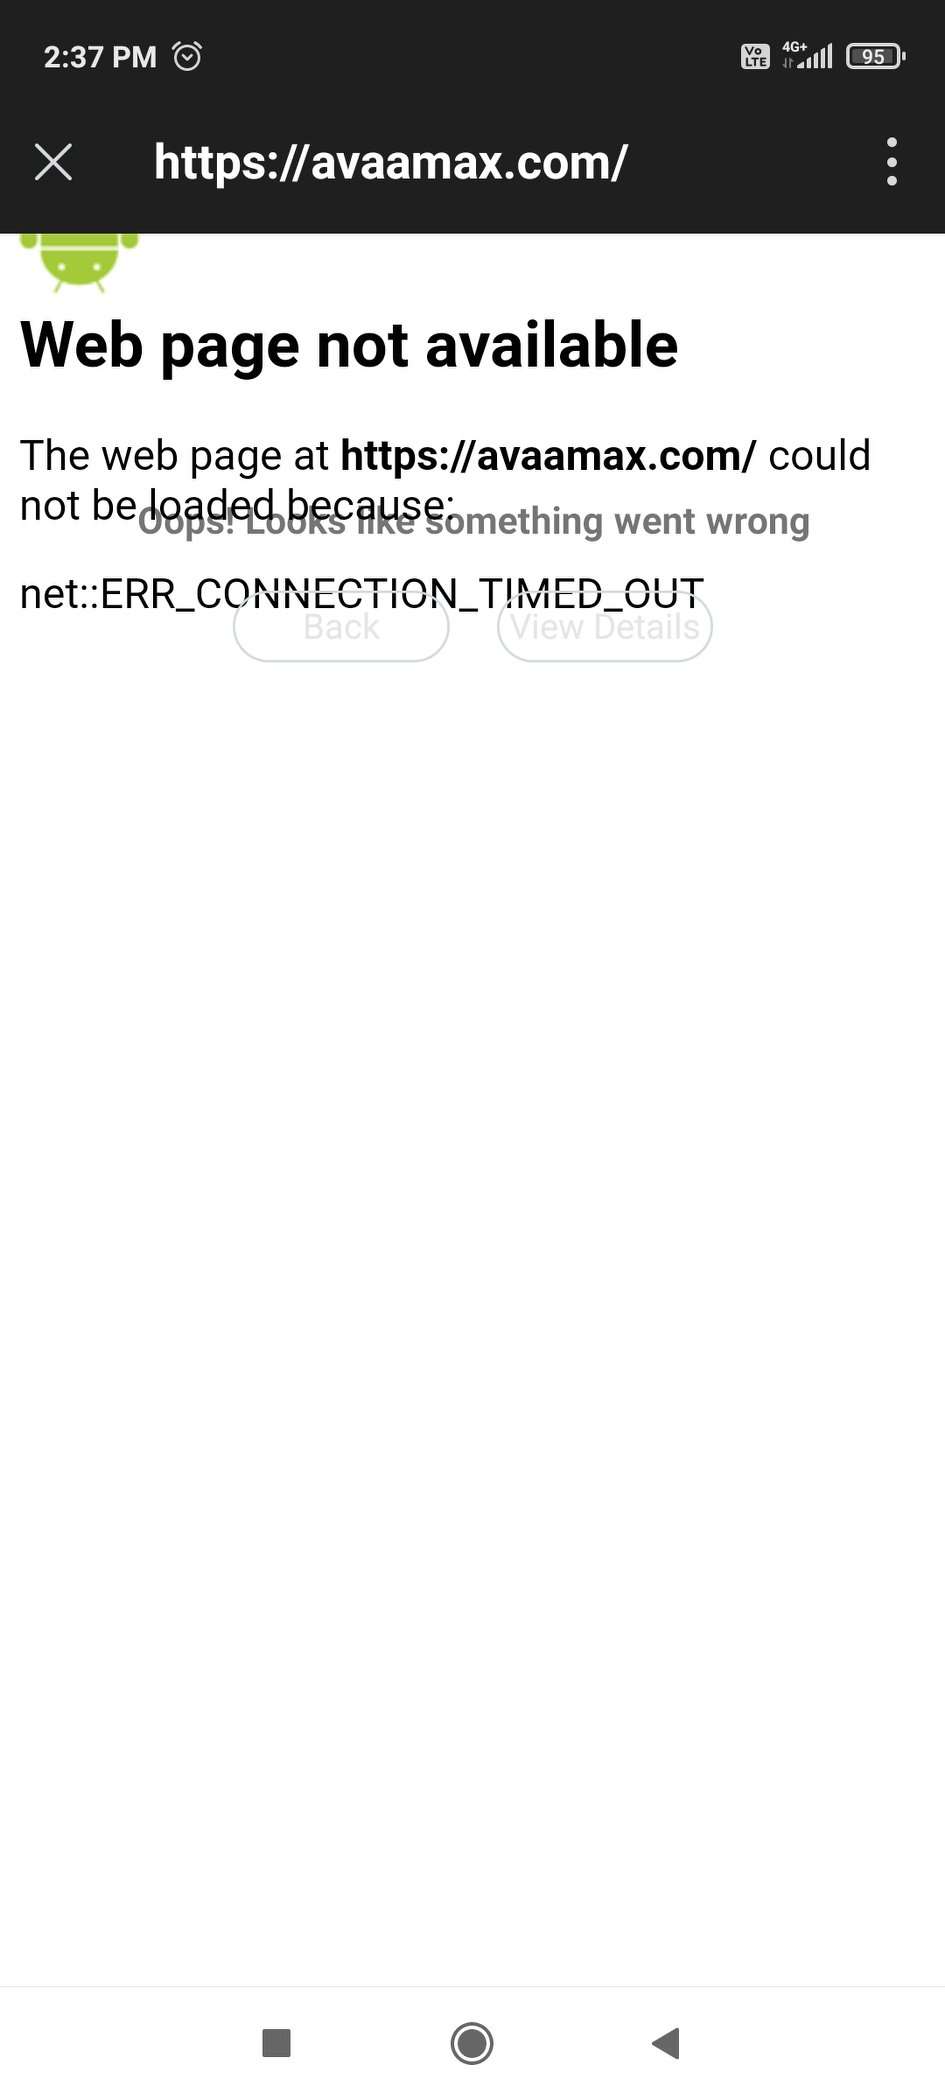 2:37 PM
Vo LTE 4G+ 95
https://avaamax.com/
Web page not available
The web page at https://avaamax.com/ could
not be loaded because:
Oops! Looks like something went wrong
net::ERR_CONNECTION_TIMED_OUT
Back View Details